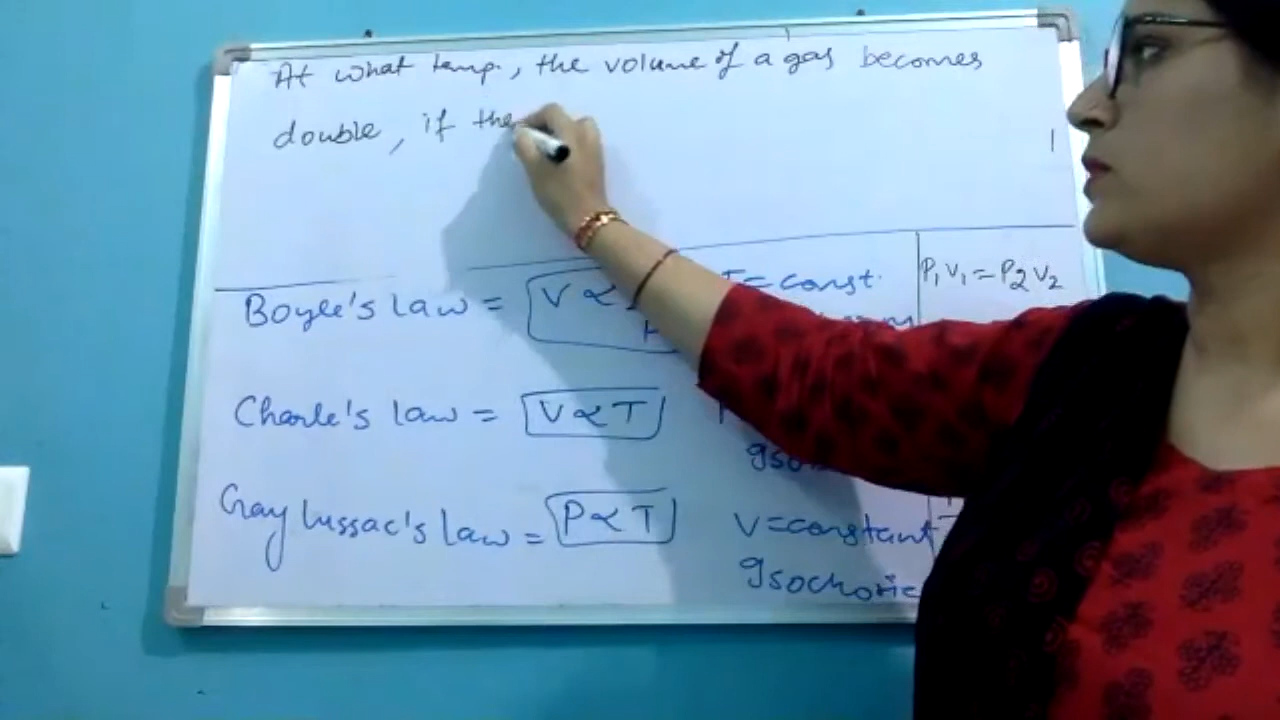 At what temp., the volume of a gas becomes
double, if the
Boyle's law = V ∝
T = const.
P₁V₁ = P₂V₂
Charle's law = V ∝ T
Gay lussac's law = P ∝ T
V = constant
Isochoric